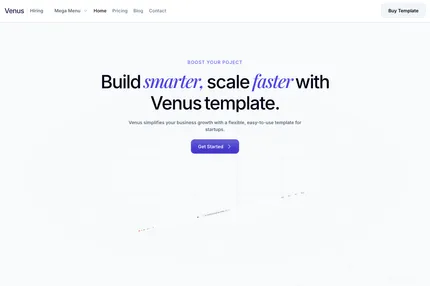 Venus
Hiring
Mega Menu
Home
Pricing
Blog
Contact
Buy Template
BOOST YOUR POJECT
Build smarter, scale faster with
Venus template.
Venus simplifies your business growth with a flexible, easy-to-use template for
startups.
Get Started